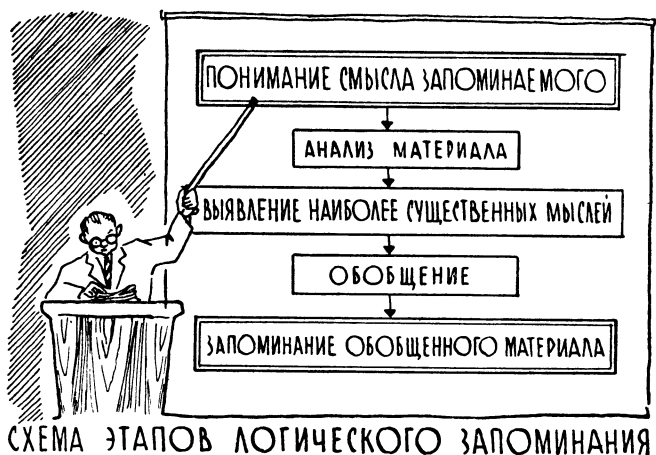 ПОНИМАНИЕ СМЫСЛА ЗАПОМИНАЕМОГО
АНАЛИЗ МАТЕРИАЛА
ВЫЯВЛЕНИЕ НАИБОЛЕЕ СУЩЕСТВЕННЫХ МЫСЛЕЙ
ОБОБЩЕНИЕ
ЗАПОМИНАНИЕ ОБОБЩЕННОГО МАТЕРИАЛА
СХЕМА ЭТАПОВ ЛОГИЧЕСКОГО ЗАПОМИНАНИЯ